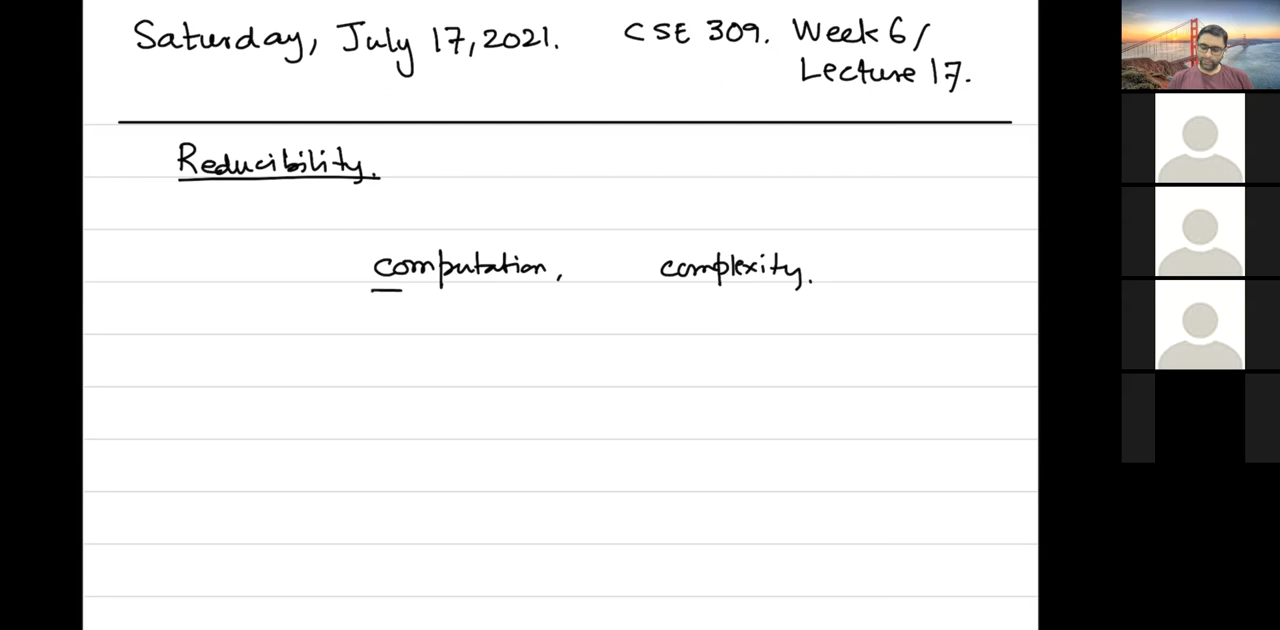 Saturday, July 17, 2021. CSE 309. Week 6/
Lecture 17.
Reducibility.
computation, complexity.